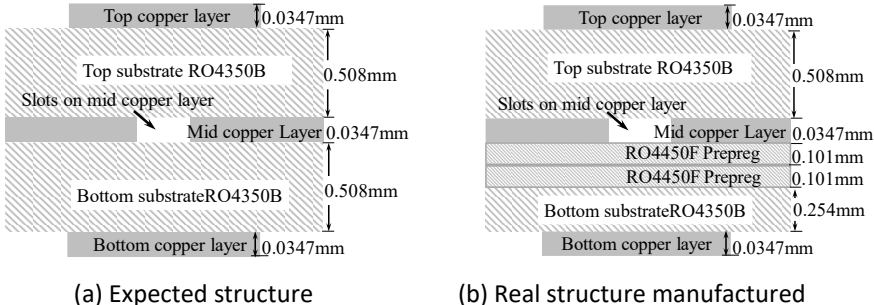 Top copper layer
0.0347mm
Top substrate RO4350B
0.508mm
Slots on mid copper layer
Mid copper Layer
0.0347mm
Bottom substrateRO4350B
0.508mm
Bottom copper layer
0.0347mm
(a) Expected structure
Top copper layer
0.0347mm
Top substrate RO4350B
0.508mm
Slots on mid copper layer
Mid copper Layer
0.0347mm
RO4450F Prepreg
0.101mm
RO4450F Prepreg
0.101mm
Bottom substrateRO4350B
0.254mm
Bottom copper layer
0.0347mm
(b) Real structure manufactured